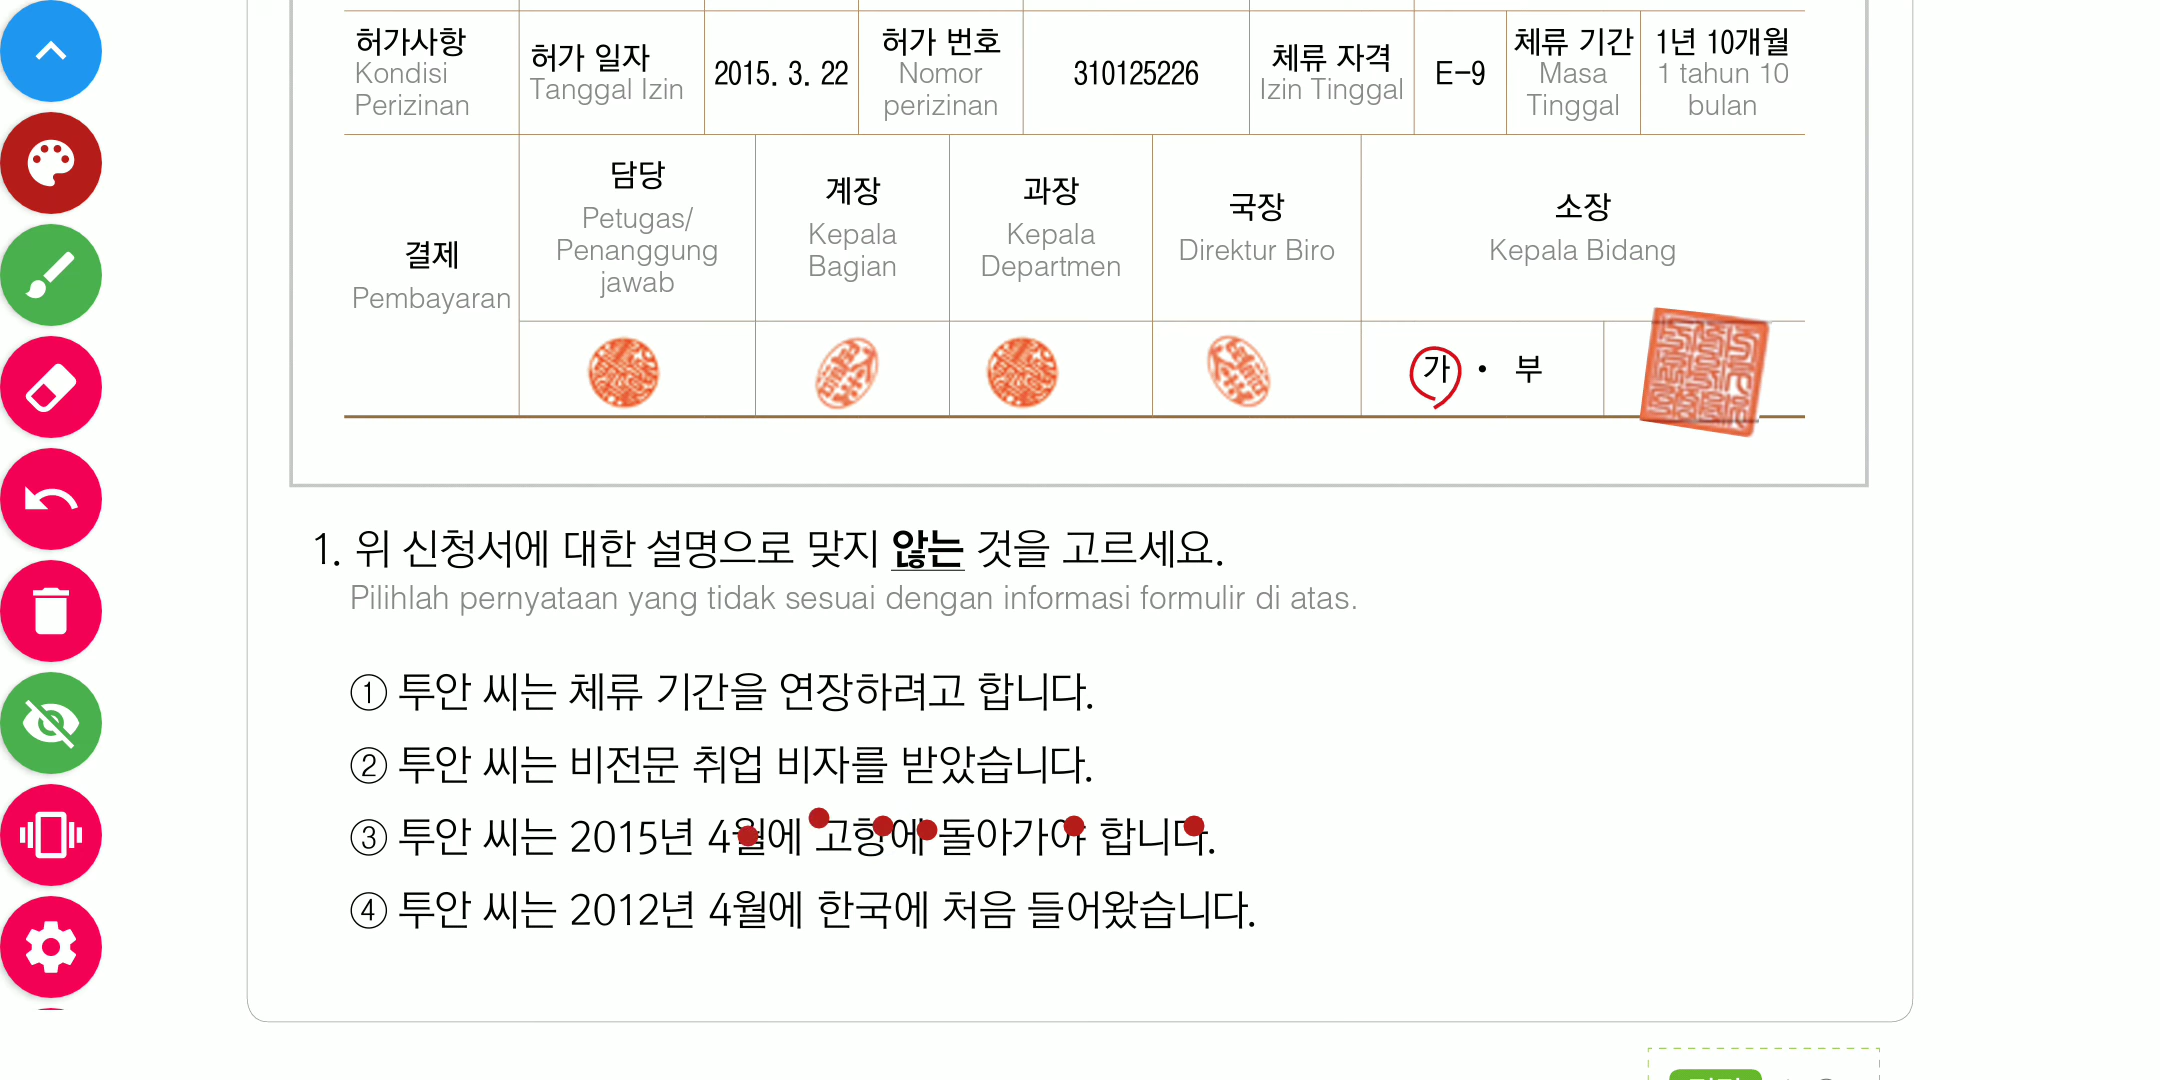 허가사항
Kondisi
Perizinan
허가 일자
Tanggal Izin
2015. 3. 22
허가 번호
Nomor
perizinan
310125226
체류 자격
Izin Tinggal
E-9
체류 기간
Masa
Tinggal
1년 10개월
1 tahun 10
bulan
결제
Pembayaran
담당
Petugas/
Penanggung
jawab
계장
Kepala
Bagian
과장
Kepala
Departmen
국장
Direktur Biro
소장
Kepala Bidang
가 • 부
1. 위 신청서에 대한 설명으로 맞지 않는 것을 고르세요.
Pilihlah pernyataan yang tidak sesuai dengan informasi formulir di atas.
① 투안 씨는 체류 기간을 연장하려고 합니다.
② 투안 씨는 비전문 취업 비자를 받았습니다.
③ 투안 씨는 2015년 4월에 고향에 돌아가야 합니다.
④ 투안 씨는 2012년 4월에 한국에 처음 들어왔습니다.